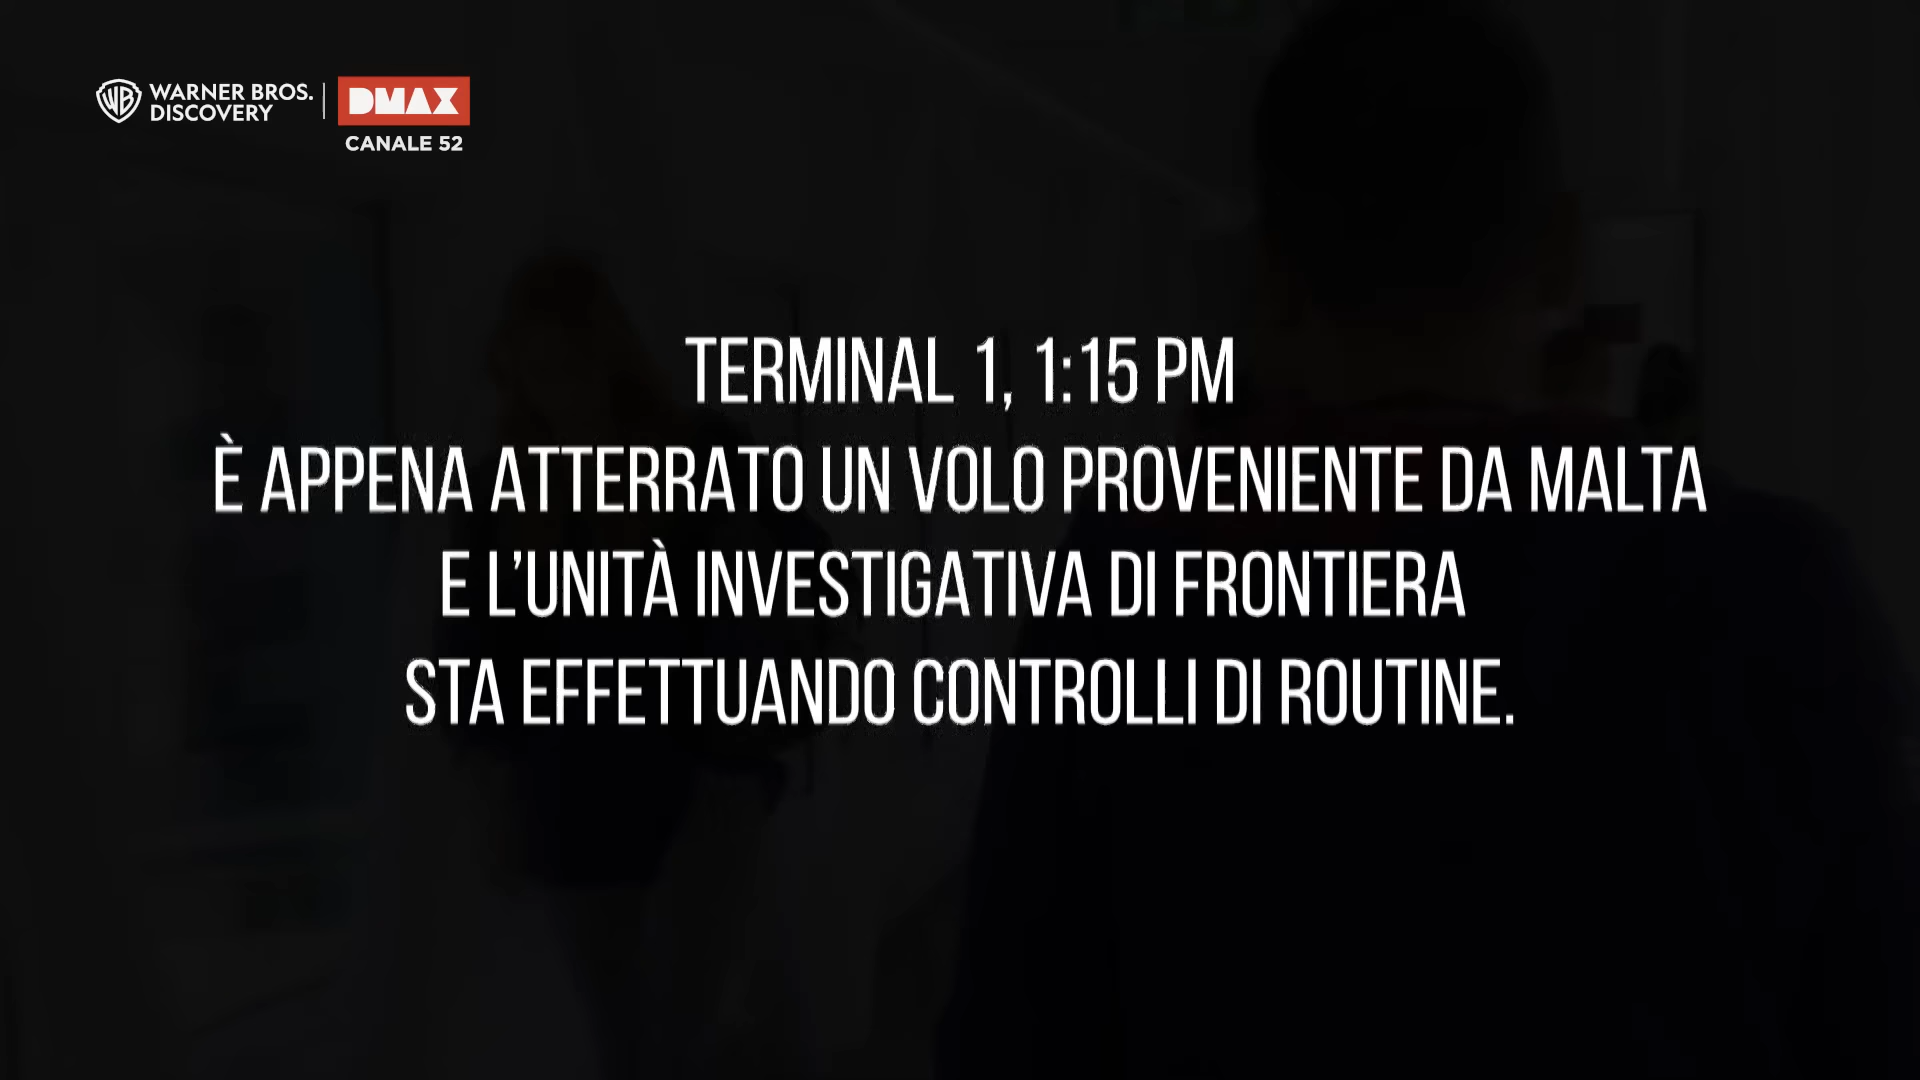 WARNER BROS.
DISCOVERY
DMAX
CANALE 52
TERMINAL 1, 1:15 PM
È APPENA ATTERRATO UN VOLO PROVENIENTE DA MALTA
E L’UNITÀ INVESTIGATIVA DI FRONTIERA
STA EFFETTUANDO CONTROLLI DI ROUTINE.